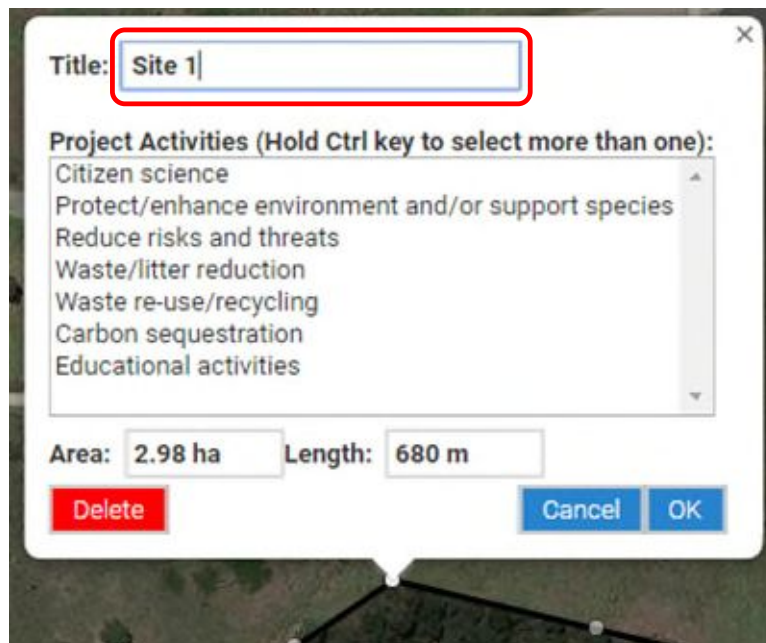 Title: Site 1
Project Activities (Hold Ctrl key to select more than one):
Citizen science
Protect/enhance environment and/or support species
Reduce risks and threats
Waste/litter reduction
Waste re-use/recycling
Carbon sequestration
Educational activities
Area: 2.98 ha Length: 680 m
Delete Cancel OK